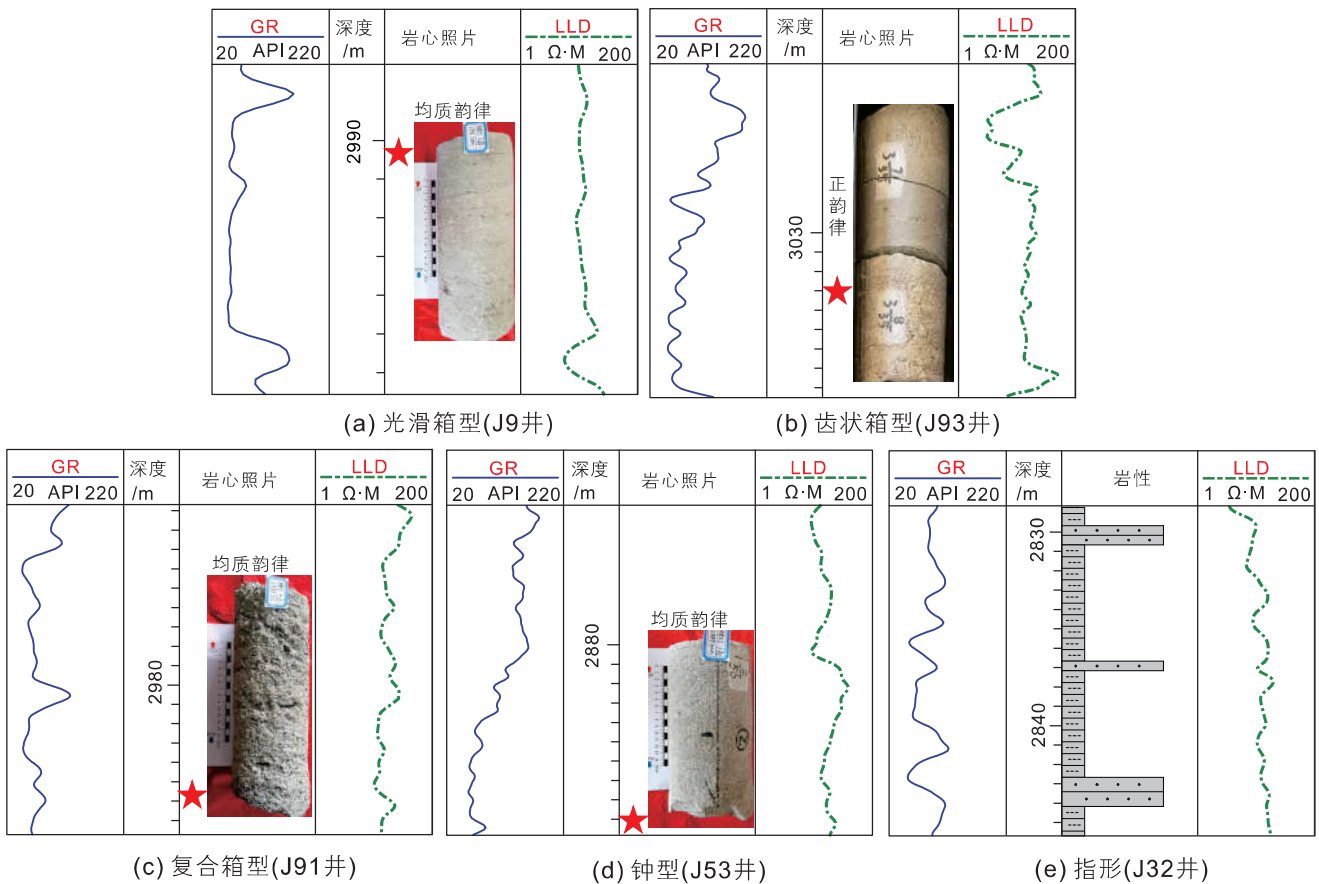 GR 深度 岩心照片 LLD
20 API 220 /m 1 Ω·M 200
均质韵律
2990
(a) 光滑箱型(J9井)
GR 深度 岩心照片 LLD
20 API 220 /m 1 Ω·M 200
正韵律
3030
(b) 齿状箱型(J93井)
GR 深度 岩心照片 LLD
20 API 220 /m 1 Ω·M 200
均质韵律
2980
(c) 复合箱型(J91井)
GR 深度 岩心照片 LLD
20 API 220 /m 1 Ω·M 200
均质韵律
2880
(d) 钟型(J53井)
GR 深度 岩性 LLD
20 API 220 /m 1 Ω·M 200
2830
2840
(e) 指形(J32井)